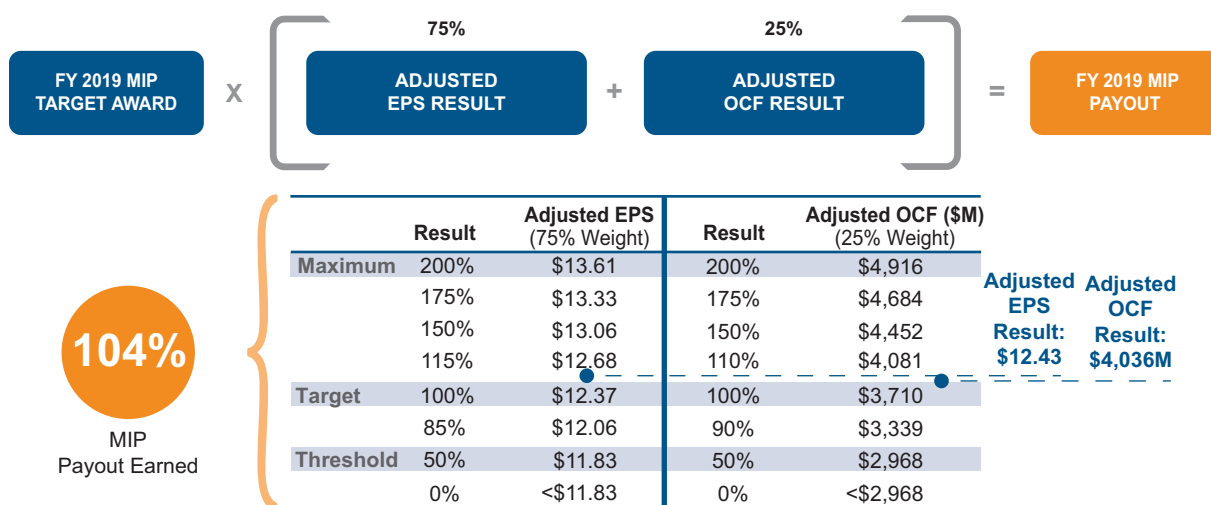 75% 25%
FY 2019 MIP
TARGET AWARD
X
ADJUSTED
EPS RESULT
+
ADJUSTED
OCF RESULT
=
FY 2019 MIP
PAYOUT
Result Adjusted EPS (75% Weight) Result Adjusted OCF ($M) (25% Weight)
Maximum 200% $13.61 200% $4,916
175% $13.33 175% $4,684
150% $13.06 150% $4,452
115% $12.68 110% $4,081
Target 100% $12.37 100% $3,710
85% $12.06 90% $3,339
Threshold 50% $11.83 50% $2,968
0% <$11.83 0% <$2,968
Adjusted
EPS
Result:
$12.43
Adjusted
OCF
Result:
$4,036M
104%
MIP
Payout Earned